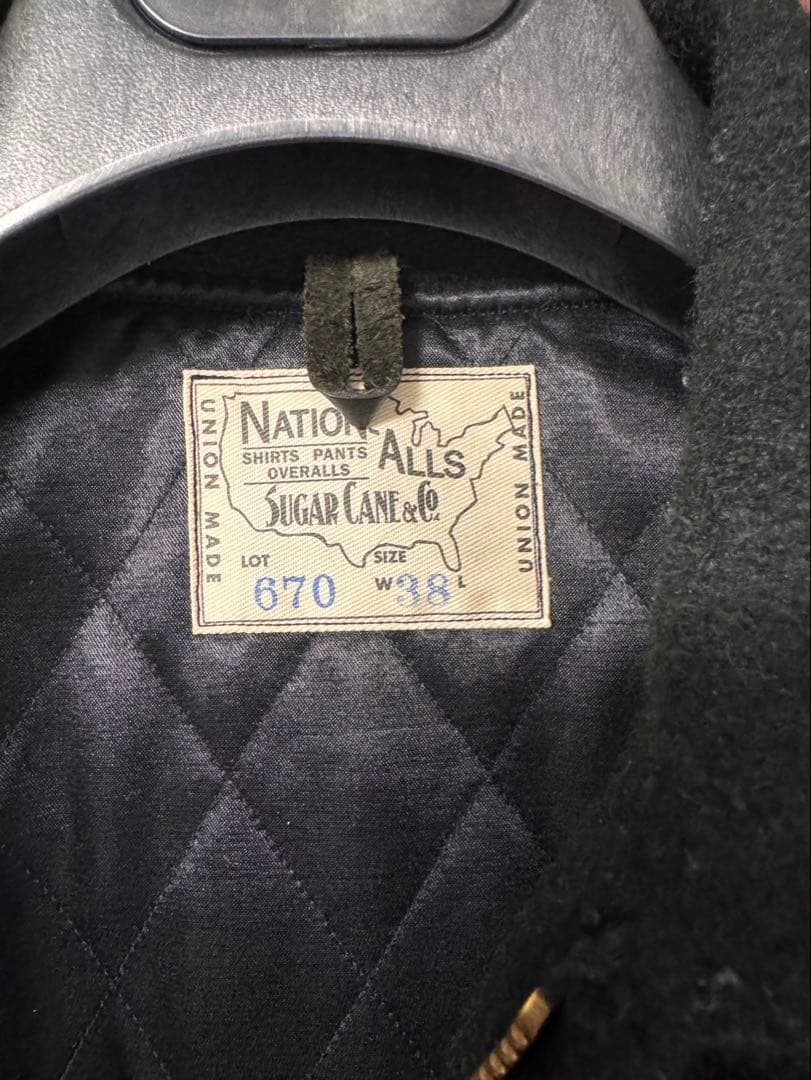 UNION MADE
NATION
SHIRTS PANTS
OVERALLS
ALLS
SUGAR CANE & Co.
UNION MADE
LOT 670
SIZE W 38 L